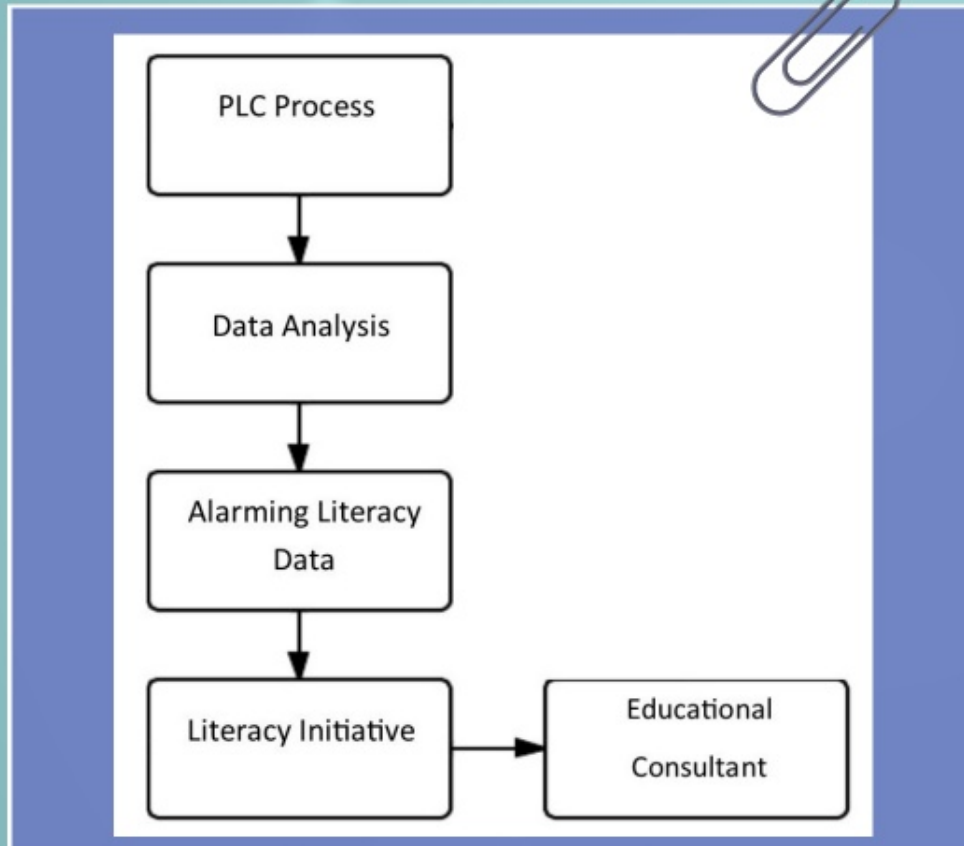 PLC Process
Data Analysis
Alarming Literacy
Data
Literacy Initiative
Educational
Consultant